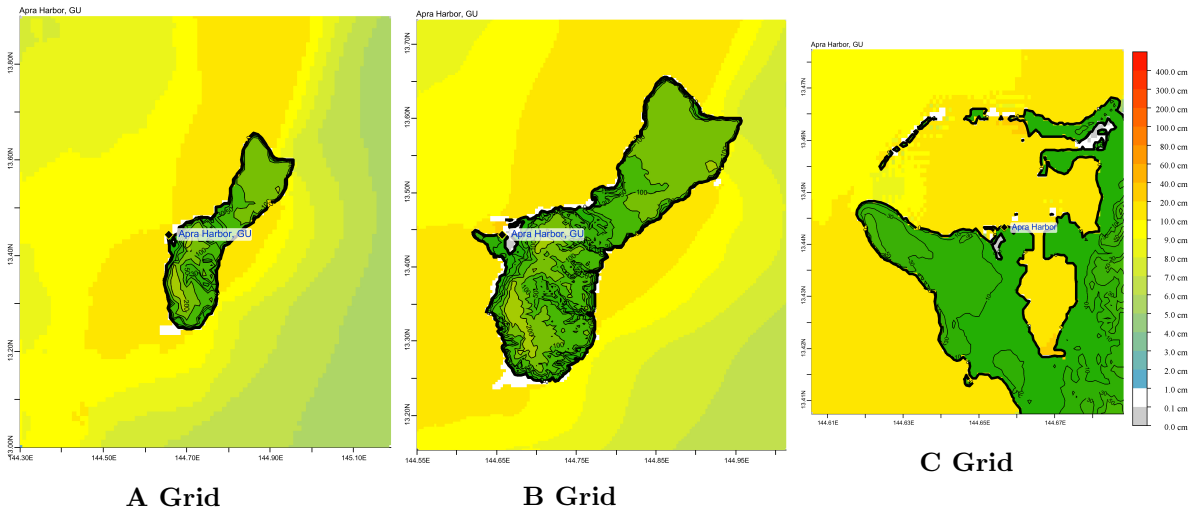 Apra Harbor, GU
13.80N
13.60N
13.40N
13.20N
13.00N
144.30E 144.50E 144.70E 144.90E 145.10E
Apra Harbor, GU
A Grid
Apra Harbor, GU
13.70N
13.60N
13.50N
13.40N
13.30N
13.20N
144.55E 144.65E 144.75E 144.85E 144.95E
100
Apra Harbor, GU
B Grid
Apra Harbor, GU
13.47N
13.46N
13.45N
13.44N
13.43N
13.42N
13.41N
144.61E 144.63E 144.65E 144.67E
Apra Harbor
C Grid
400.0 cm
300.0 cm
200.0 cm
100.0 cm
80.0 cm
60.0 cm
40.0 cm
20.0 cm
10.0 cm
9.0 cm
8.0 cm
7.0 cm
6.0 cm
5.0 cm
4.0 cm
3.0 cm
2.0 cm
1.0 cm
0.1 cm
0.0 cm